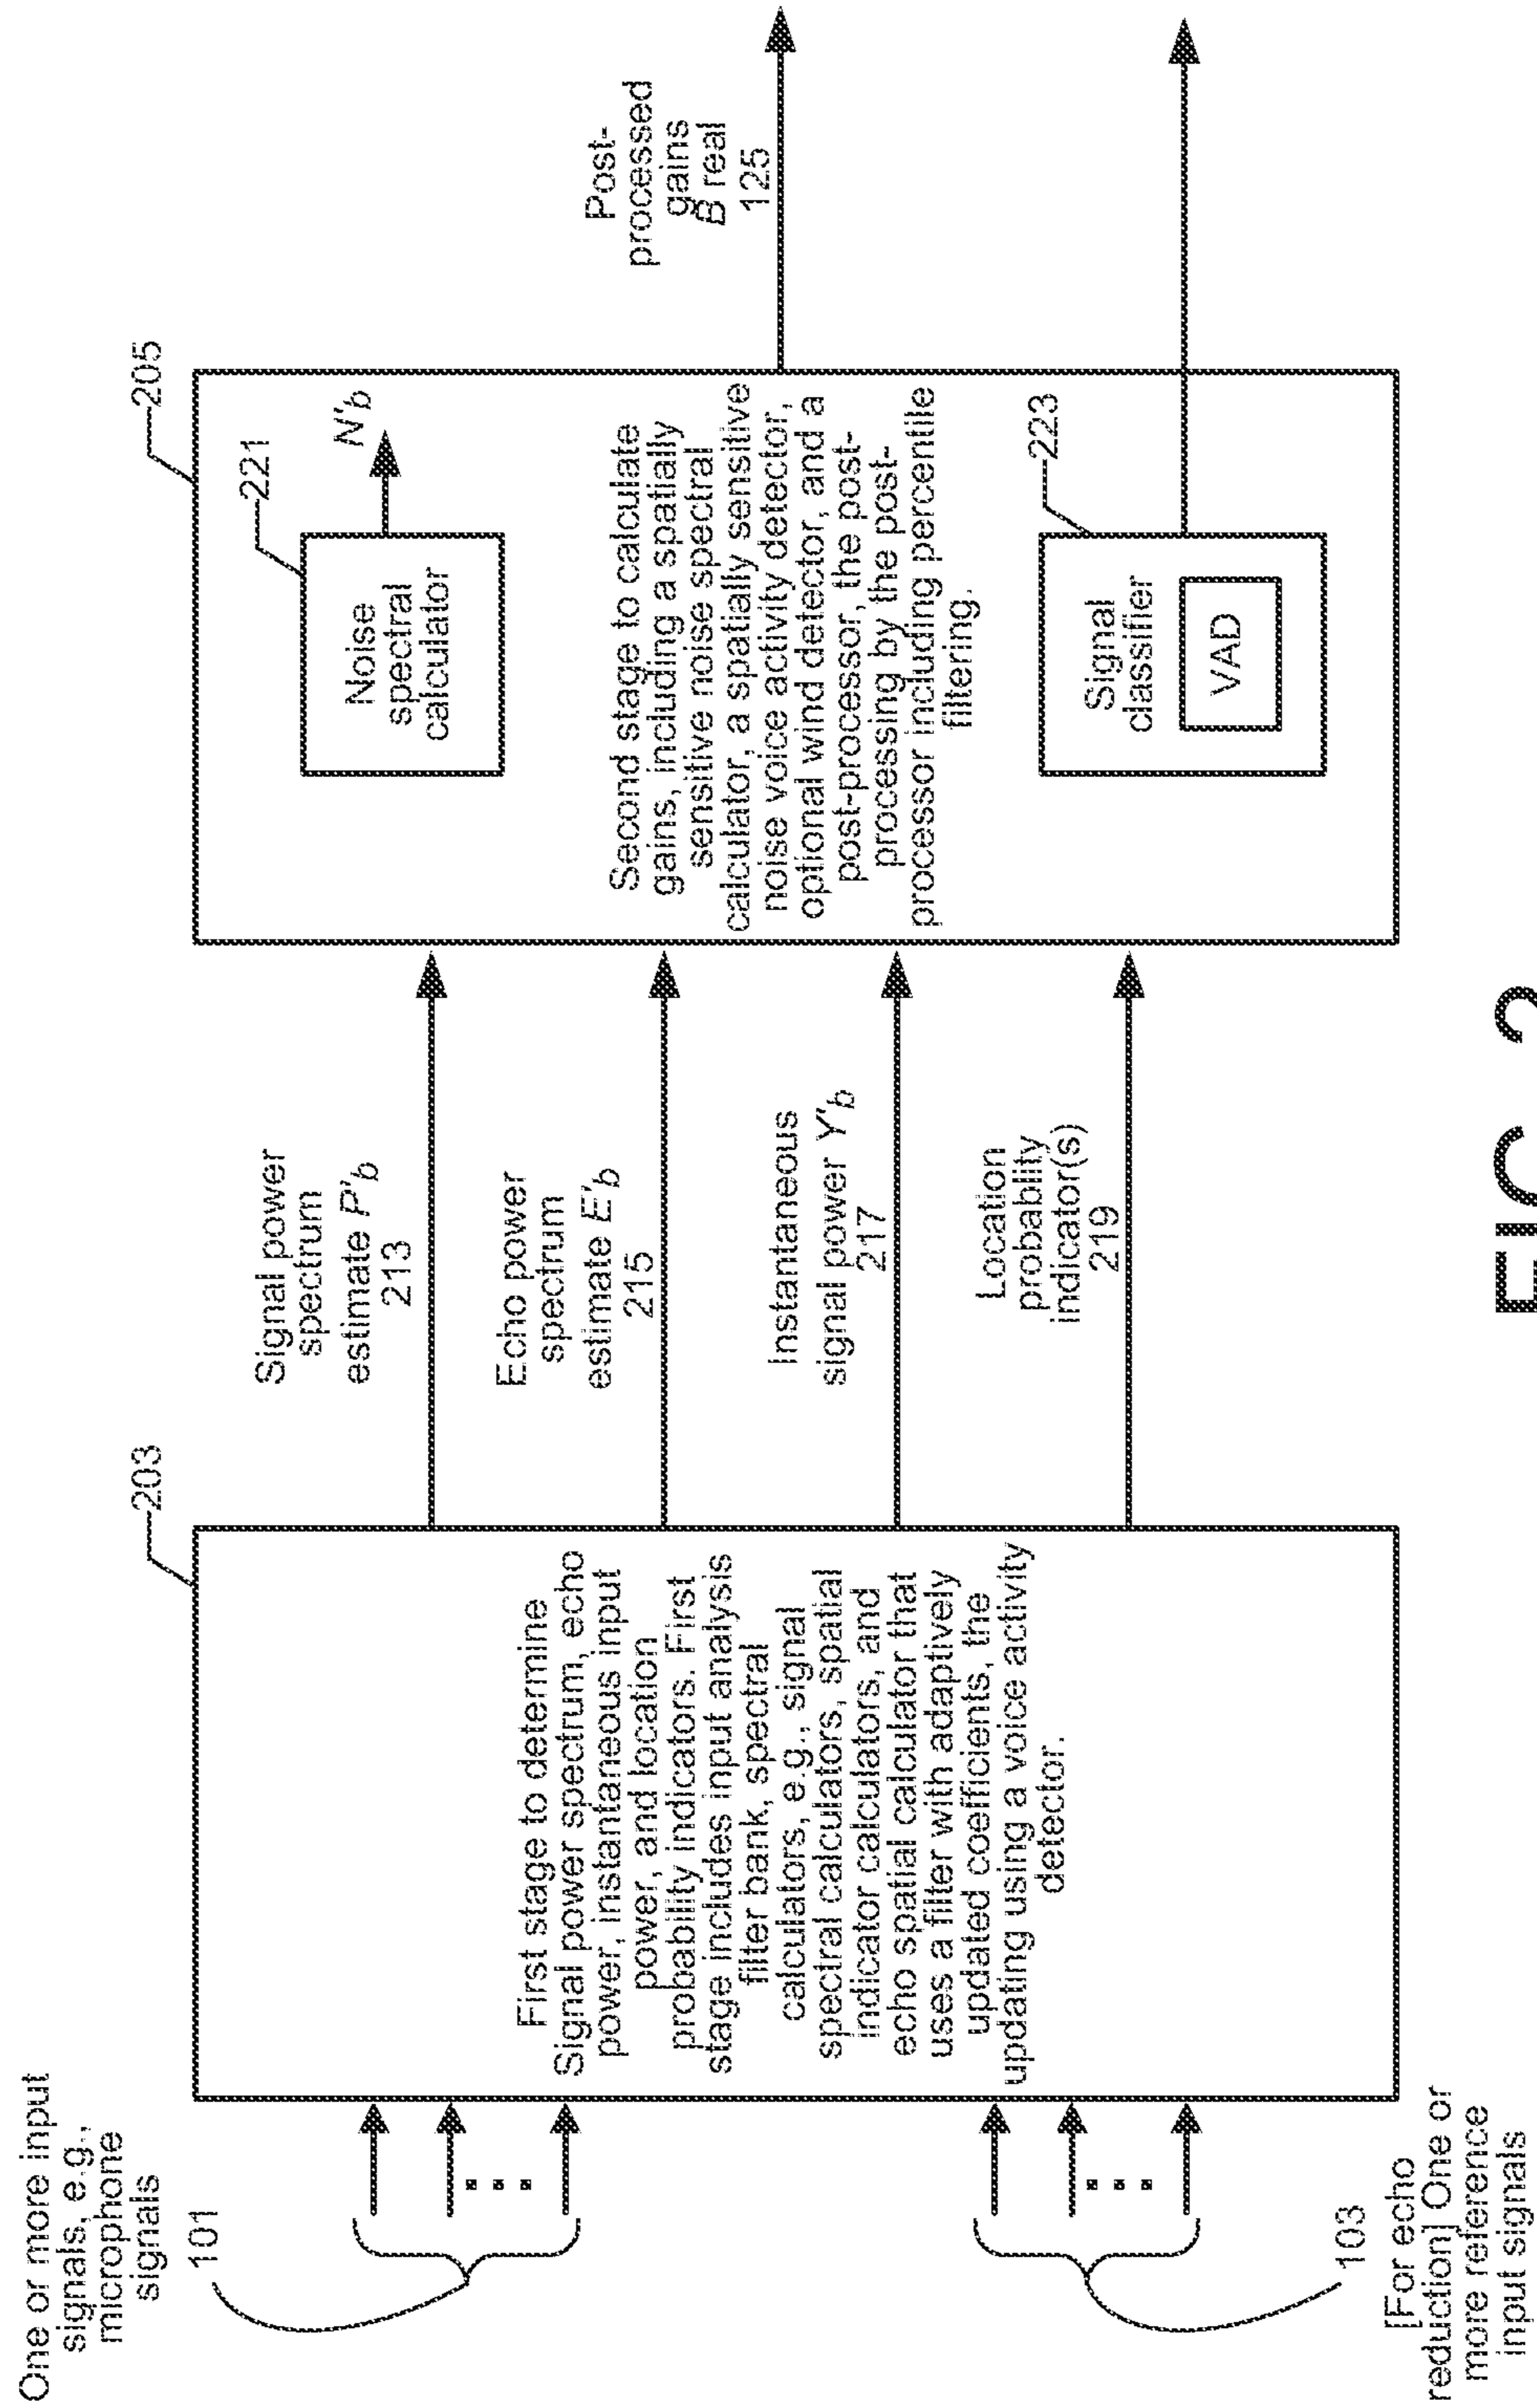 One or more input
signals, e.g.,
microphone
signals
101
[For echo
reduction] One or
more reference
input signals
103
203
First stage to determine
Signal power spectrum, echo
power, instantaneous input
power, and location
probability indicators. First
stage includes input analysis
filter bank, spectral
calculators, e.g., signal
spectral calculators, spatial
indicator calculators, and
echo spatial calculator that
uses a filter with adaptively
updated coefficients, the
updating using a voice activity
detector.
Signal power
spectrum
estimate P'b
213
Echo power
spectrum
estimate E'b
215
Instantaneous
signal power Y'b
217
Location
probability
indicator(s)
219
205
221
Noise
spectral
calculator
N'b
Second stage to calculate
gains, including a spatially
sensitive noise spectral
calculator, a spatially sensitive
noise voice activity detector,
optional wind detector, and a
post-processor, the post-
processing by the post-
processor including percentile
filtering.
223
Signal
classifier
VAD
Post-
processed
gains
B real
125
FIG. 2